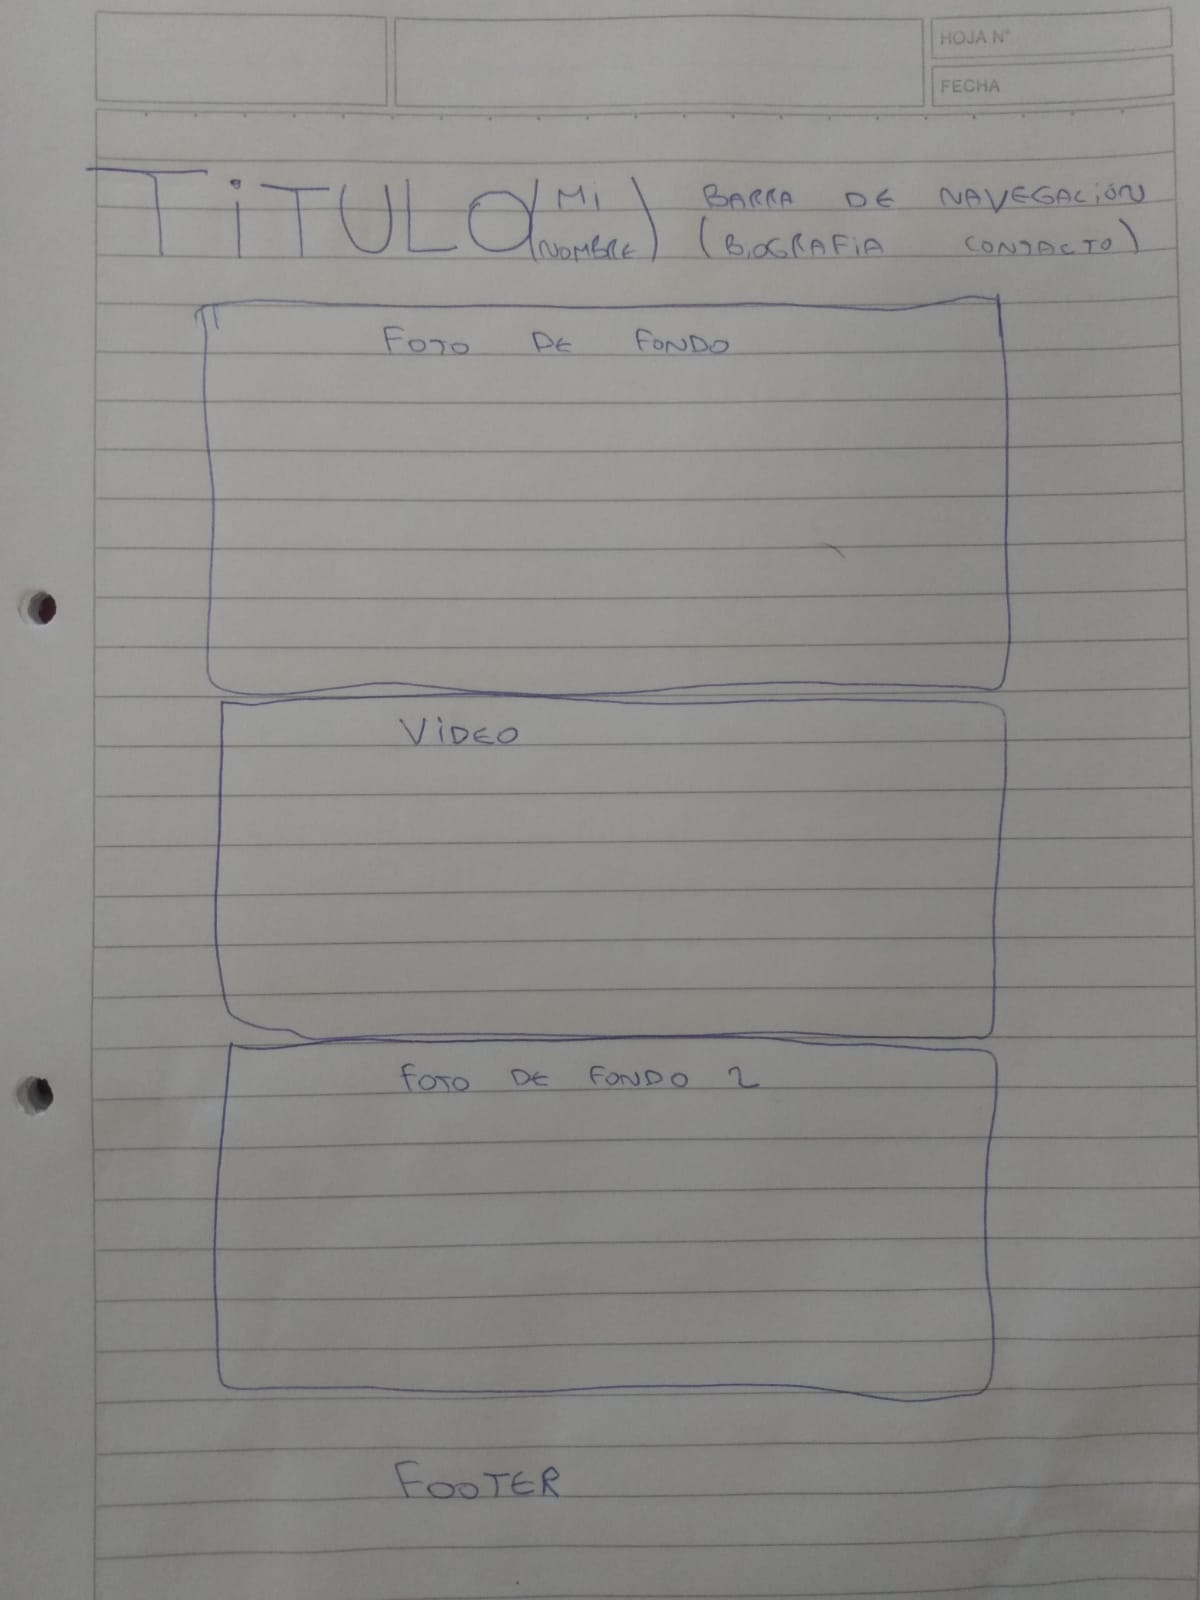 HOJA N°
FECHA
TiTULO (Mi NOMBRE) BARRA DE NAVEGACIÓN
(BiOGRAFiA CONTACTO)
FOTO DE FONDO
ViDEO
FOTO DE FONDO 2
FOOTER